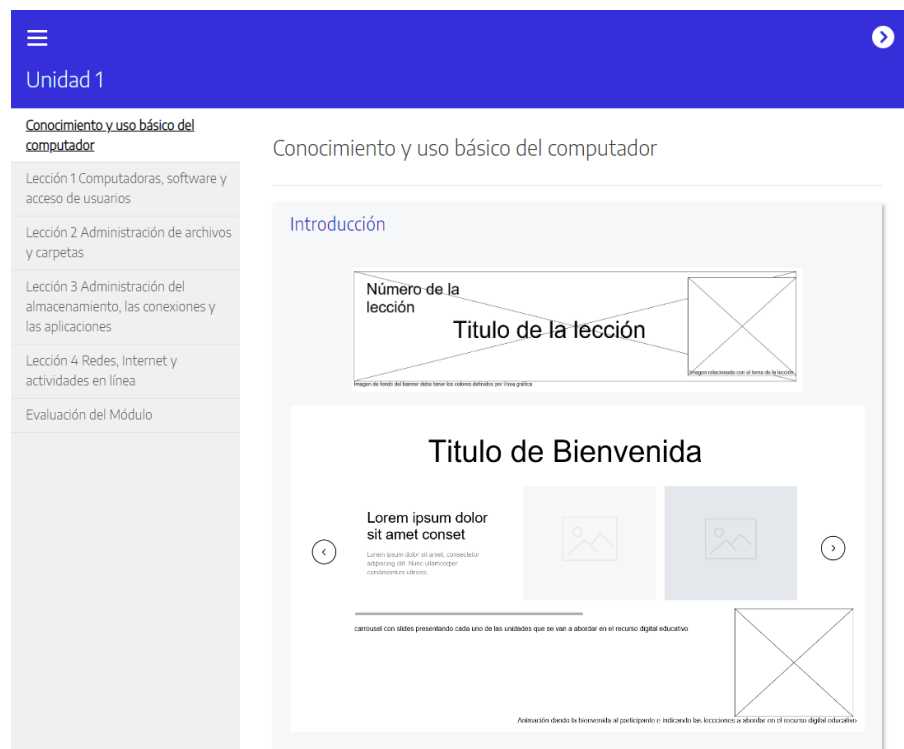 Unidad 1
Conocimiento y uso básico del
computador
Lección 1 Computadoras, software y
acceso de usuarios
Lección 2 Administración de archivos
y carpetas
Lección 3 Administración del
almacenamiento, las conexiones y
las aplicaciones
Lección 4 Redes, Internet y
actividades en línea
Evaluación del Módulo
Conocimiento y uso básico del computador
Introducción
Número de la
lección
Titulo de la lección
Imagen relacionada con el tema de la lección
Imagen de fondo del banner debe tener los colores definidos por línea gráfica
Titulo de Bienvenida
Lorem ipsum dolor
sit amet conset
Lorem ipsum dolor sit amet, consectetur
adipiscing elit. Nunc ullamcorper
condimentum ultrices.
carrousel con slides presentando cada uno de las unidades que se van a abordar en el recurso digital educativo
Animación dando la bienvenida al participante e indicando las leccciones a abordar en el recurso digital educativo